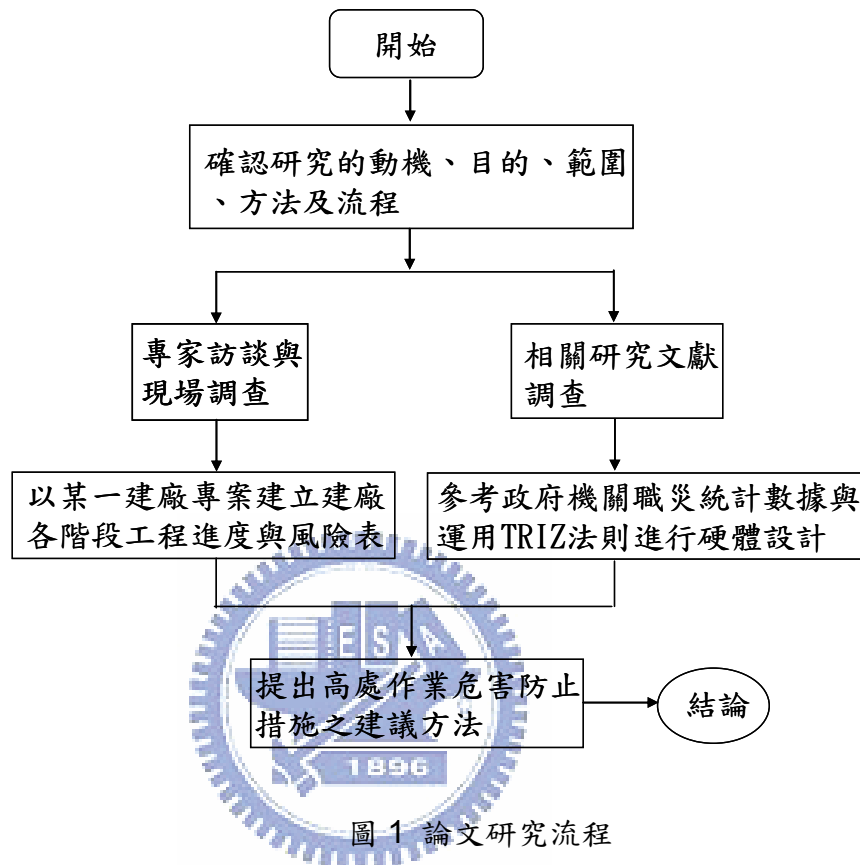 開始
確認研究的動機、目的、範圍
、方法及流程
專家訪談與
現場調查
相關研究文獻
調查
以某一建廠專案建立建廠
各階段工程進度與風險表
參考政府機關職災統計數據與
運用TRIZ法則進行硬體設計
E S A
提出高處作業危害防止
措施之建議方法
結論
1896
圖 1 論文研究流程